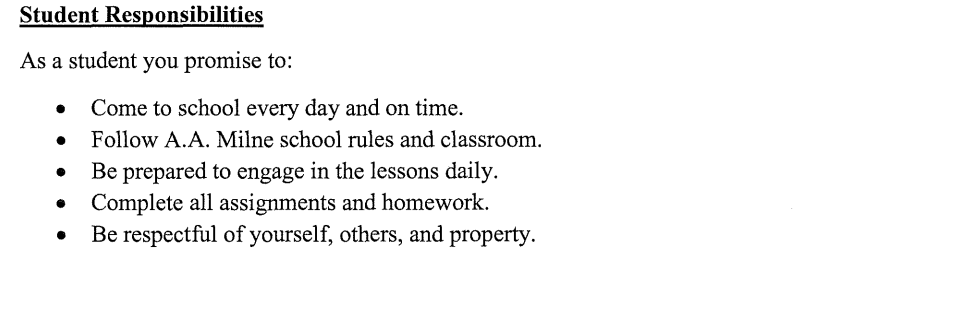 Student Responsibilities
As a student you promise to:
• Come to school every day and on time.
• Follow A.A. Milne school rules and classroom.
• Be prepared to engage in the lessons daily.
• Complete all assignments and homework.
• Be respectful of yourself, others, and property.